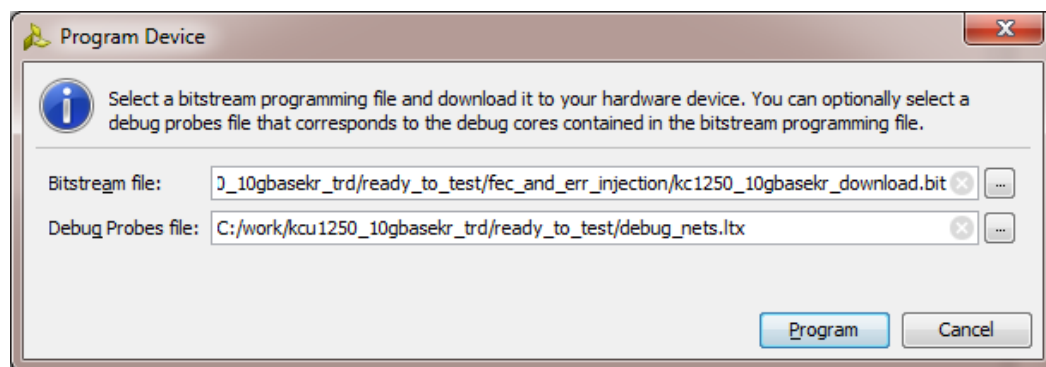 Program Device
Select a bitstream programming file and download it to your hardware device. You can optionally select a
debug probes file that corresponds to the debug cores contained in the bitstream programming file.
Bitstream file: 0_10gbasekr_trd/ready_to_test/fec_and_err_injection/kc1250_10gbasekr_download.bit ...
Debug Probes file: C:/work/kcu1250_10gbasekr_trd/ready_to_test/debug_nets.ltx ...
Program Cancel